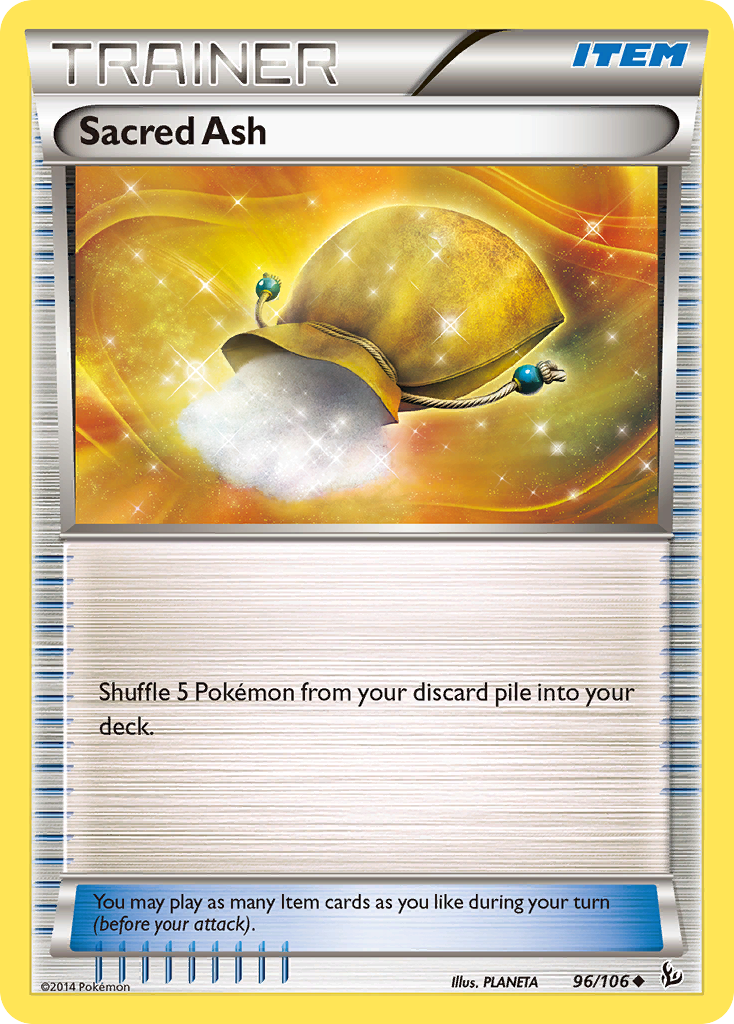 TRAINER
ITEM
Sacred Ash
Shuffle 5 Pokémon from your discard pile into your
deck.
You may play as many Item cards as you like during your turn
(before your attack).
©2014 Pokémon
Illus. PLANETA
96/106